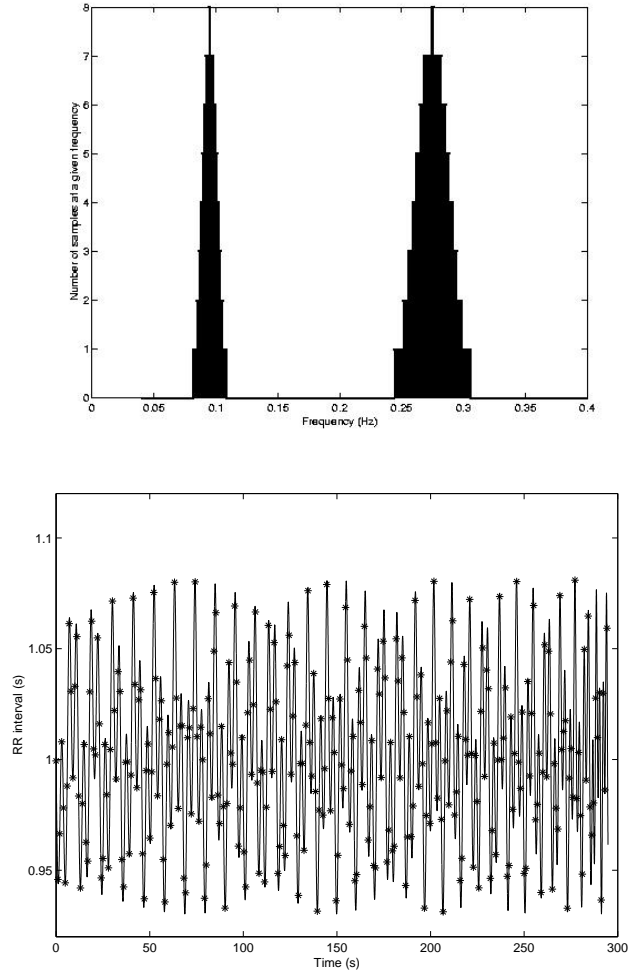 8
7
6
5
4
3
2
1
0
Number of samples at a given frequency
0 0.05 0.1 0.15 0.2 0.25 0.3 0.35 0.4
Frequency (Hz)
1.1
1.05
1
0.95
RR interval (s)
0 50 100 150 200 250 300
Time (s)